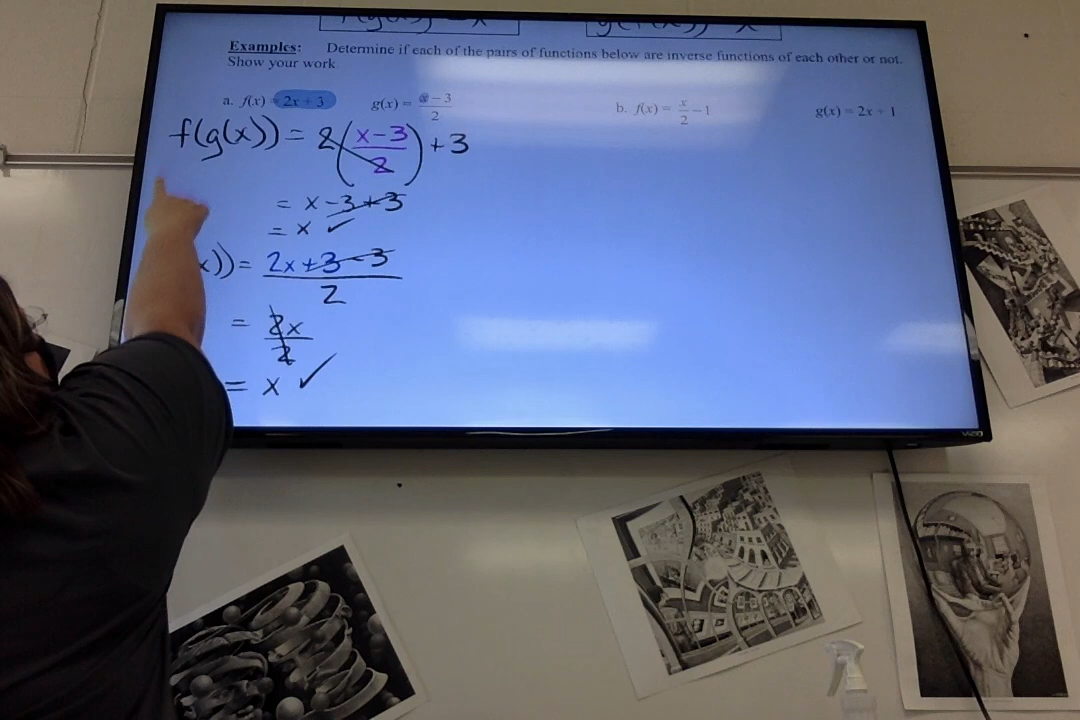 Examples: Determine if each of the pairs of functions below are inverse functions of each other or not.
Show your work
a. f(x) = 2x + 3 g(x) = x − 3 / 2 b. f(x) = x/2 − 1 g(x) = 2x + 1
f(g(x)) = 2(x−3 / 2) + 3
= x −3+3
= x ✓
x)) = 2x+3−3 / 2
= 2x / 2
= x ✓
VIZIO